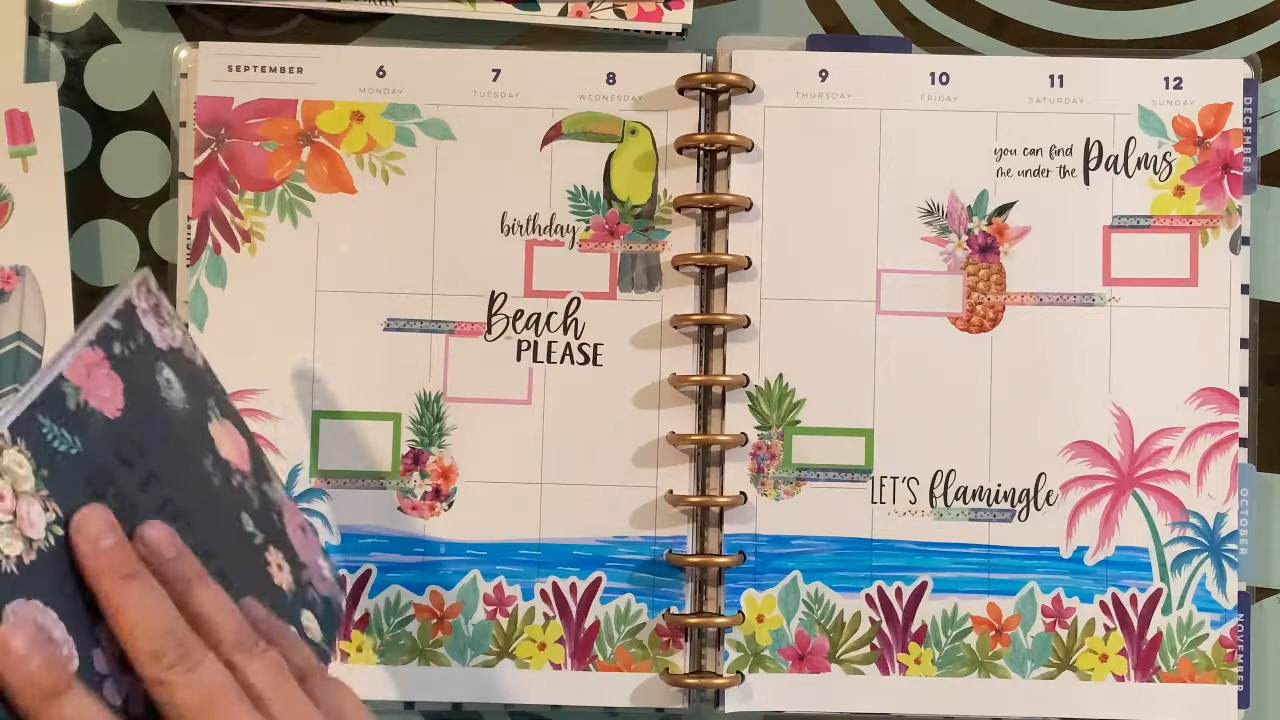 SEPTEMBER
6
MONDAY
7
TUESDAY
8
WEDNESDAY
9
THURSDAY
10
FRIDAY
11
SATURDAY
12
SUNDAY
birthday
Beach
PLEASE
you can find
me under the Palms
LET'S flamingle
AUGUST
DECEMBER
OCTOBER
NOVEMBER